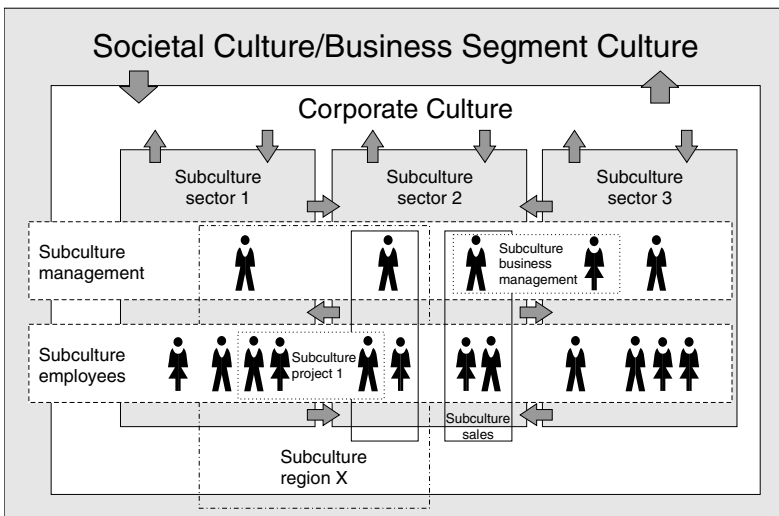 Societal Culture/Business Segment Culture
Corporate Culture
Subculture
sector 1
Subculture
sector 2
Subculture
sector 3
Subculture
management
Subculture
business
management
Subculture
employees
Subculture
project 1
Subculture
sales
Subculture
region X